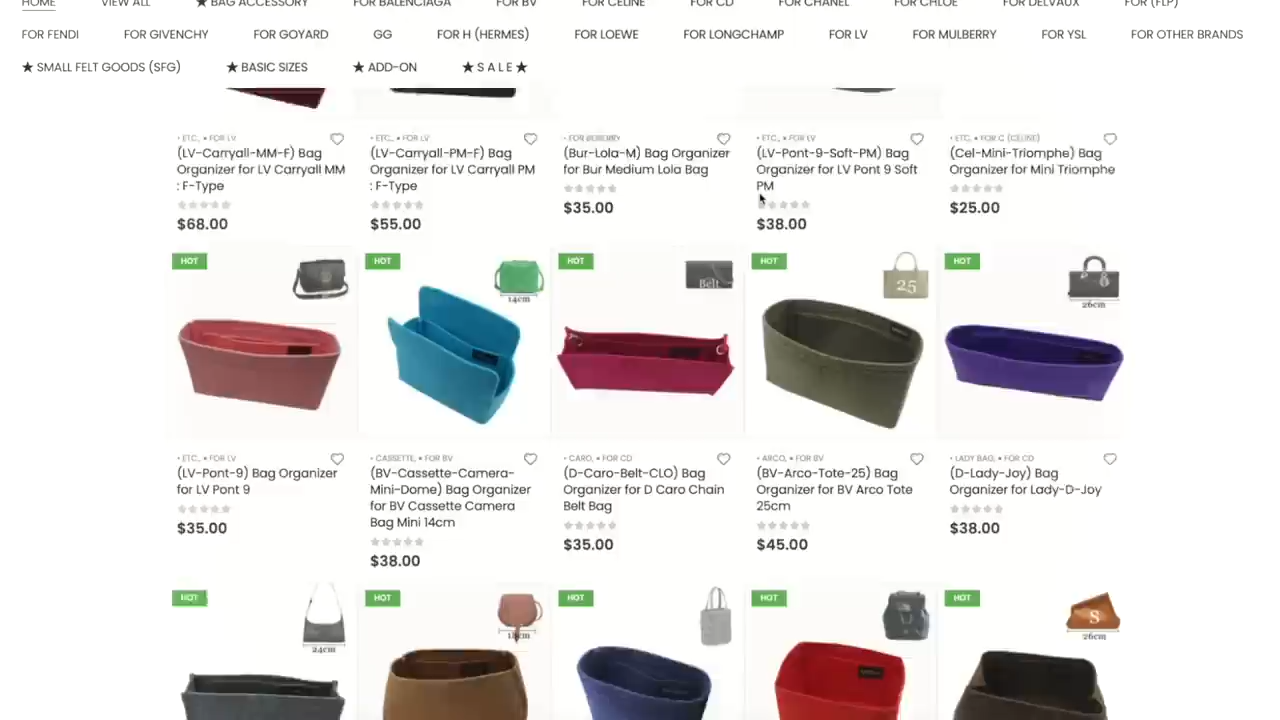 HOME VIEW ALL ★ BAG ACCESSORY FOR BALENCIAGA FOR BV FOR CELINE FOR CD FOR CHANEL FOR CHLOE FOR DELVAUX FOR (FLP)
FOR FENDI FOR GIVENCHY FOR GOYARD GG FOR H (HERMES) FOR LOEWE FOR LONGCHAMP FOR LV FOR MULBERRY FOR YSL FOR OTHER BRANDS
★ SMALL FELT GOODS (SFG) ★ BASIC SIZES ★ ADD-ON ★ S A L E ★
• ETC., • FOR LV
(LV-Carryall-MM-F) Bag
Organizer for LV Carryall MM
: F-Type
$68.00
• ETC., • FOR LV
(LV-Carryall-PM-F) Bag
Organizer for LV Carryall PM
: F-Type
$55.00
• FOR BURBERRY
(Bur-Lola-M) Bag Organizer
for Bur Medium Lola Bag
$35.00
• ETC., • FOR LV
(LV-Pont-9-Soft-PM) Bag
Organizer for LV Pont 9 Soft
PM
$38.00
• ETC, • FOR C (CELINE)
(Cel-Mini-Triomphe) Bag
Organizer for Mini Triomphe
$25.00
HOT
• ETC., • FOR LV
(LV-Pont-9) Bag Organizer
for LV Pont 9
$35.00
HOT
14cm
• CASSETTE, • FOR BV
(BV-Cassette-Camera-
Mini-Dome) Bag Organizer
for BV Cassette Camera
Bag Mini 14cm
$38.00
HOT
Belt
• CARO, • FOR CD
(D-Caro-Belt-CLO) Bag
Organizer for D Caro Chain
Belt Bag
$35.00
HOT
25
• ARCO, • FOR BV
(BV-Arco-Tote-25) Bag
Organizer for BV Arco Tote
25cm
$45.00
HOT
26cm
• LADY BAG, • FOR CD
(D-Lady-Joy) Bag
Organizer for Lady-D-Joy
$38.00
HOT
24cm
HOT
18cm
HOT
HOT
HOT
S
26cm